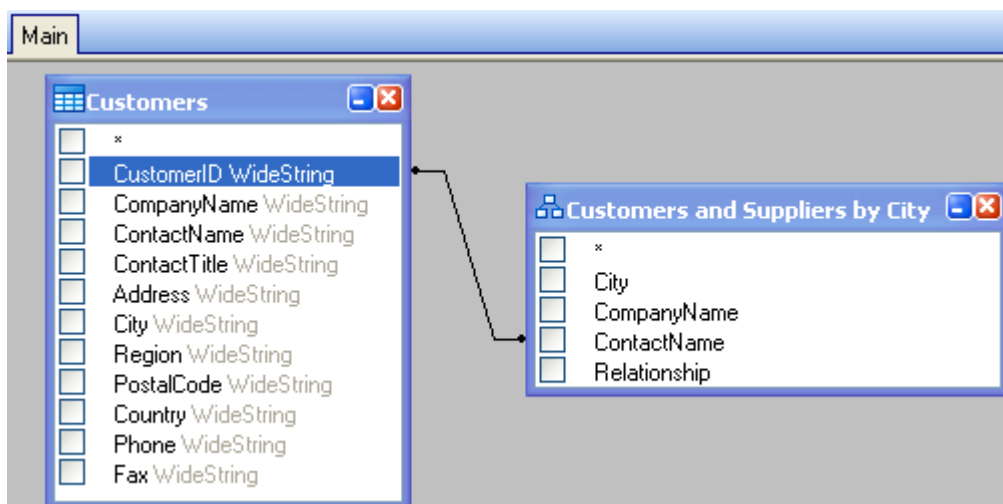 Main
Customers
*
CustomerID WideString
CompanyName WideString
ContactName WideString
ContactTitle WideString
Address WideString
City WideString
Region WideString
PostalCode WideString
Country WideString
Phone WideString
Fax WideString
Customers and Suppliers by City
*
City
CompanyName
ContactName
Relationship